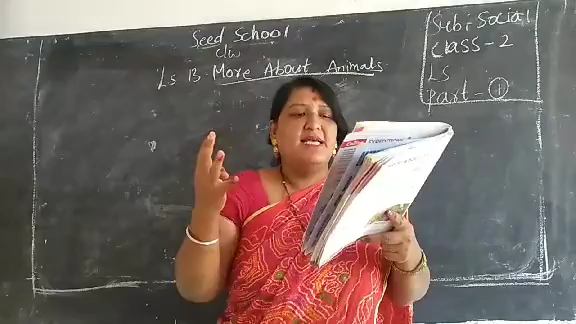 Seed School
C/W
Ls 13. More About Animals
Sub:- Social
Class - 2
LS
Part - ①